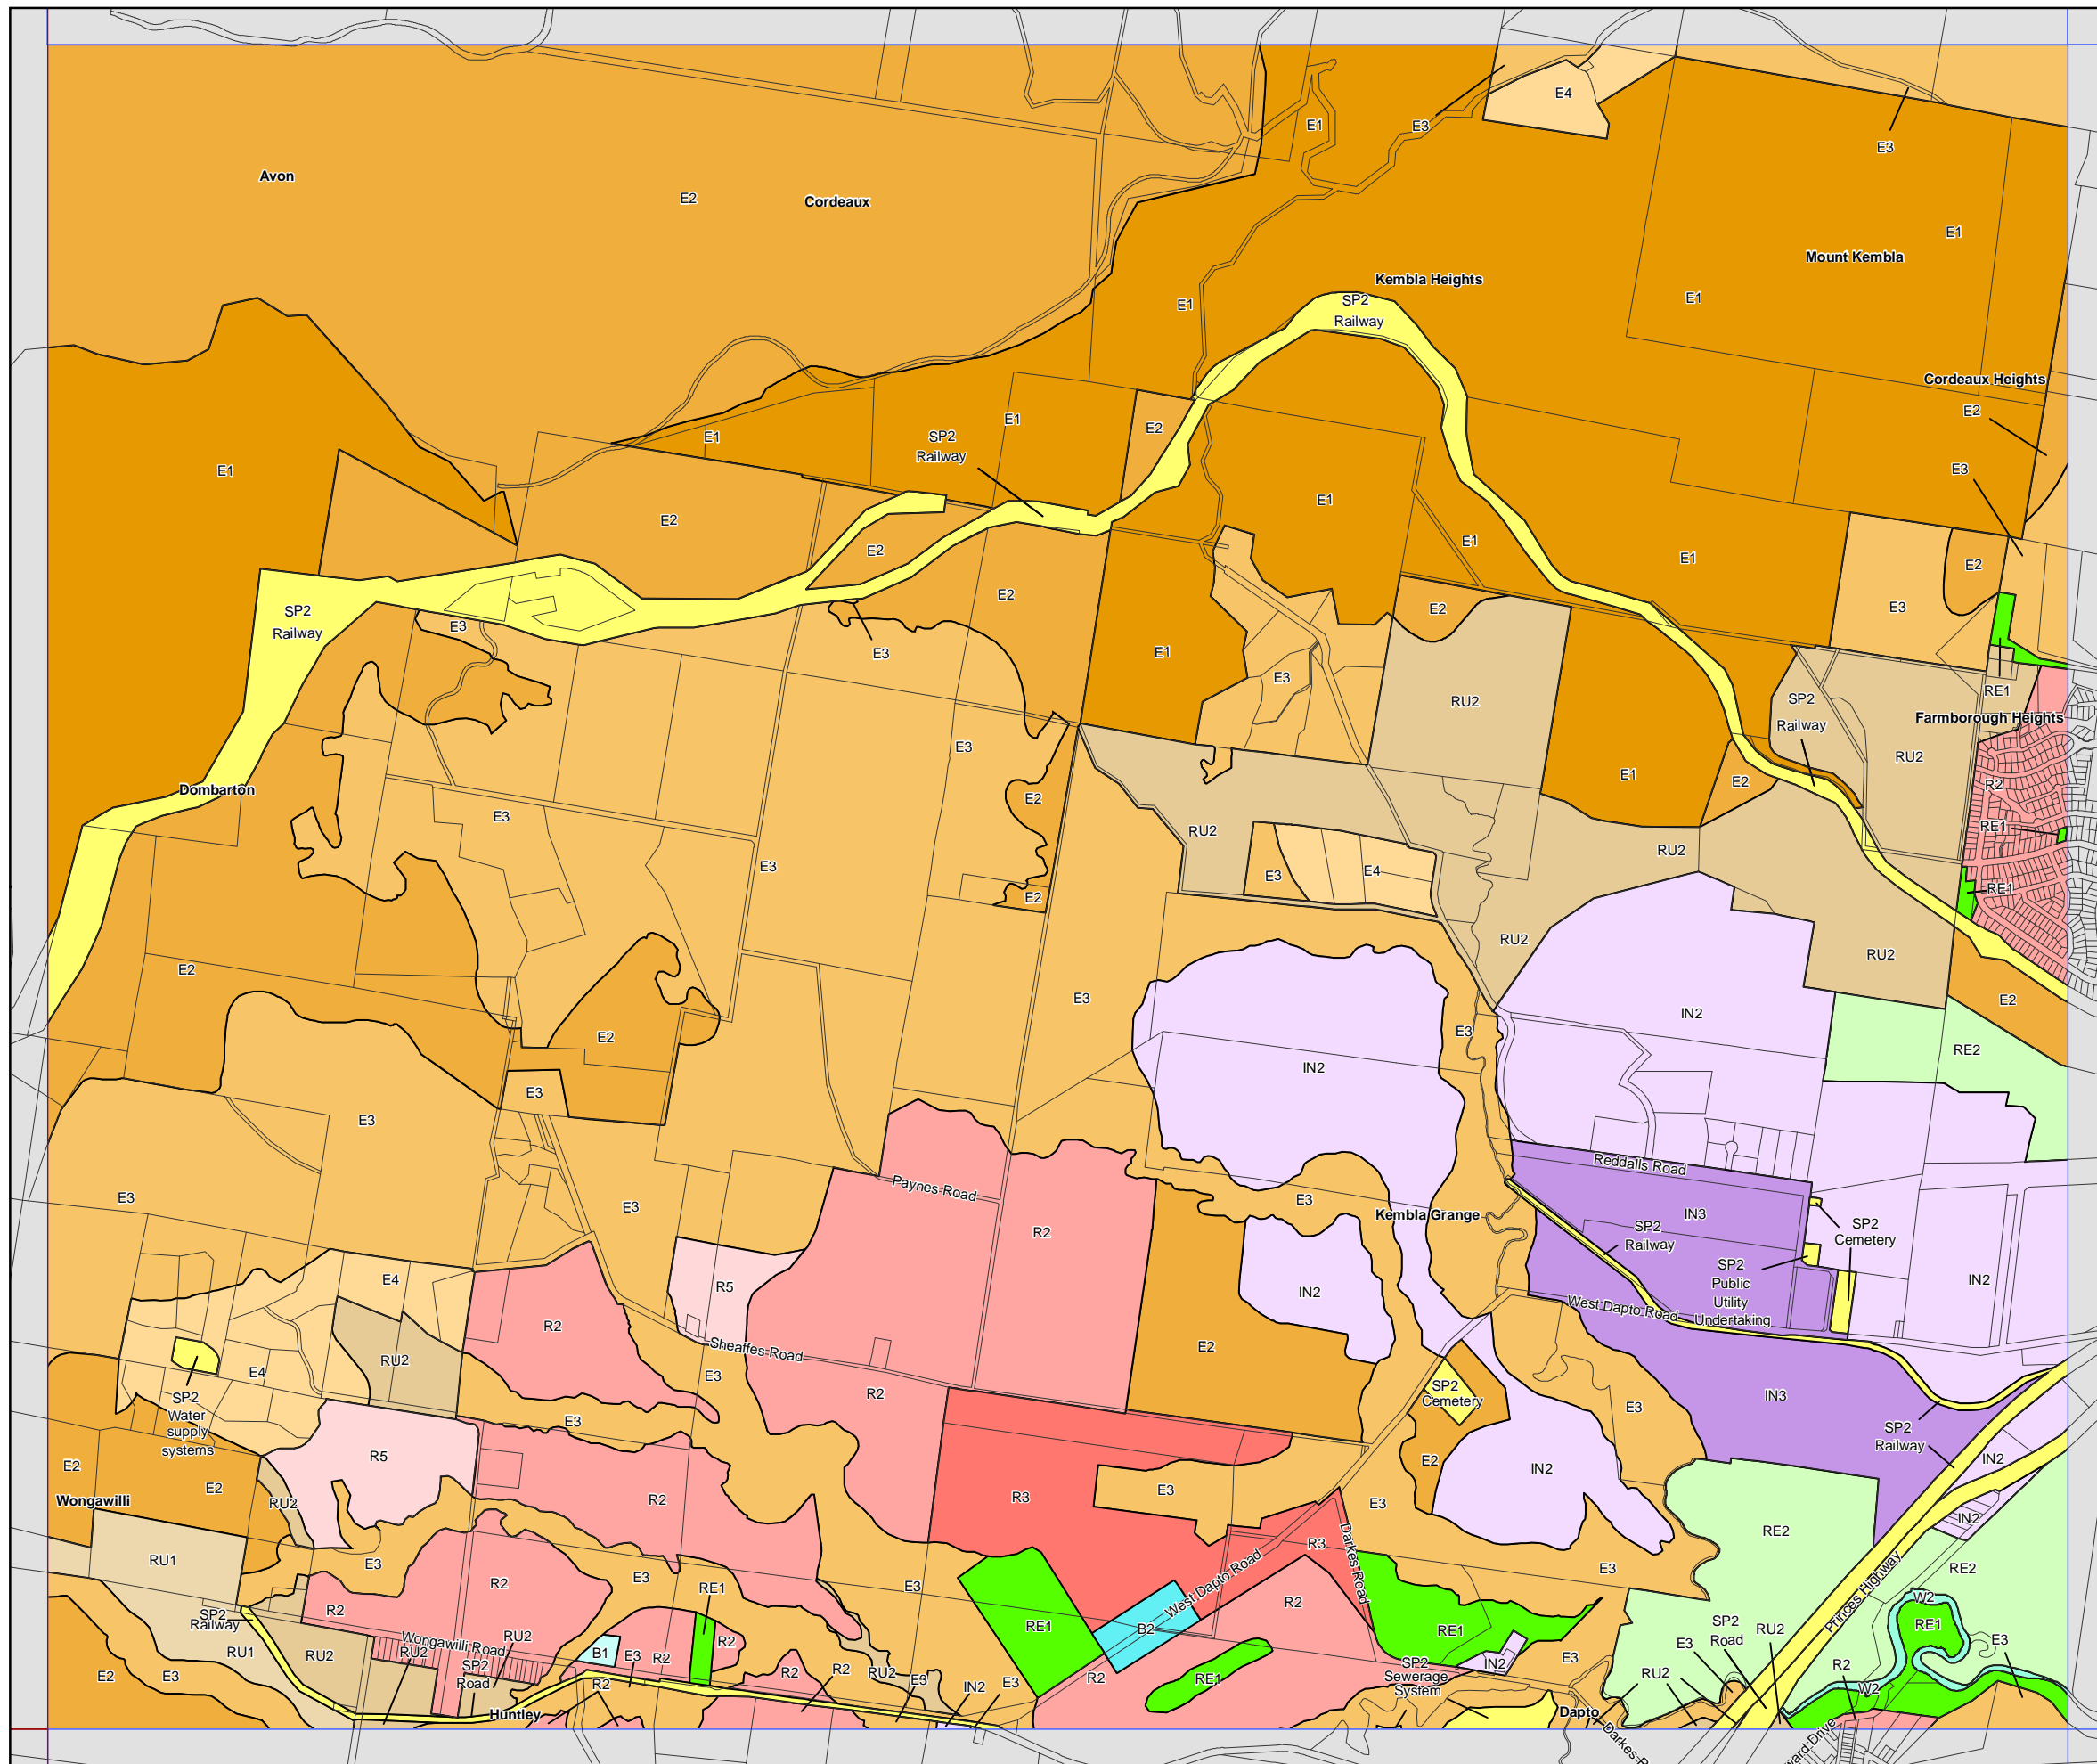 E4
E1
E3
E3
Avon
E2
Cordeaux
E1
Mount Kembla
Kembla Heights
E1
E1
SP2
Railway
Cordeaux Heights
E2
E1
E2
E1
SP2
Railway
E1
E3
E1
E2
E1
E2
E1
E1
E2
E2
E2
E3
SP2
Railway
E3
E3
E1
E3
RU2
SP2
Railway
RE1
Farmborough Heights
E3
RU2
E1
E2
R2
Dombarton
E2
E3
RU2
RE1
RU2
E3
E3
E4
RE1
E2
RU2
RU2
E2
E3
E2
IN2
E3
E2
RE2
IN2
E3
E3
Reddalls Road
Paynes Road
E3
E3
E3
Kembla Grange
IN3
SP2
Railway
SP2
Cemetery
R2
SP2
Public
Utility
Undertaking
E4
R5
IN2
IN2
West Dapto Road
R2
Sheaffes Road
E2
RU2
E4
E3
SP2
Cemetery
R2
IN3
SP2
Water
supply
systems
E3
E3
SP2
Railway
R5
E2
E2
IN2
IN2
E2
Wongawilli
RU2
R2
R3
E3
E3
IN2
RE2
R3
Darkes Road
RU1
E3
R2
E3
RE1
E3
West Dapto Road
E3
RE2
Princes Highway
W2
R2
SP2
Railway
RE1
B2
R2
RE1
SP2
Road
RU2
RE1
Wongawilli Road
RU2
RU2
R2
E3
E3
RU1
RU2
B1
E3
R2
E3
IN2
SP2
Road
R2
R2
RU2
E3
SP2
Sewerage
System
RU2
R2
E2
E3
R2
IN2
E3
R2
RE1
W2
Huntley
Dapto
Darkes R
ward Drive